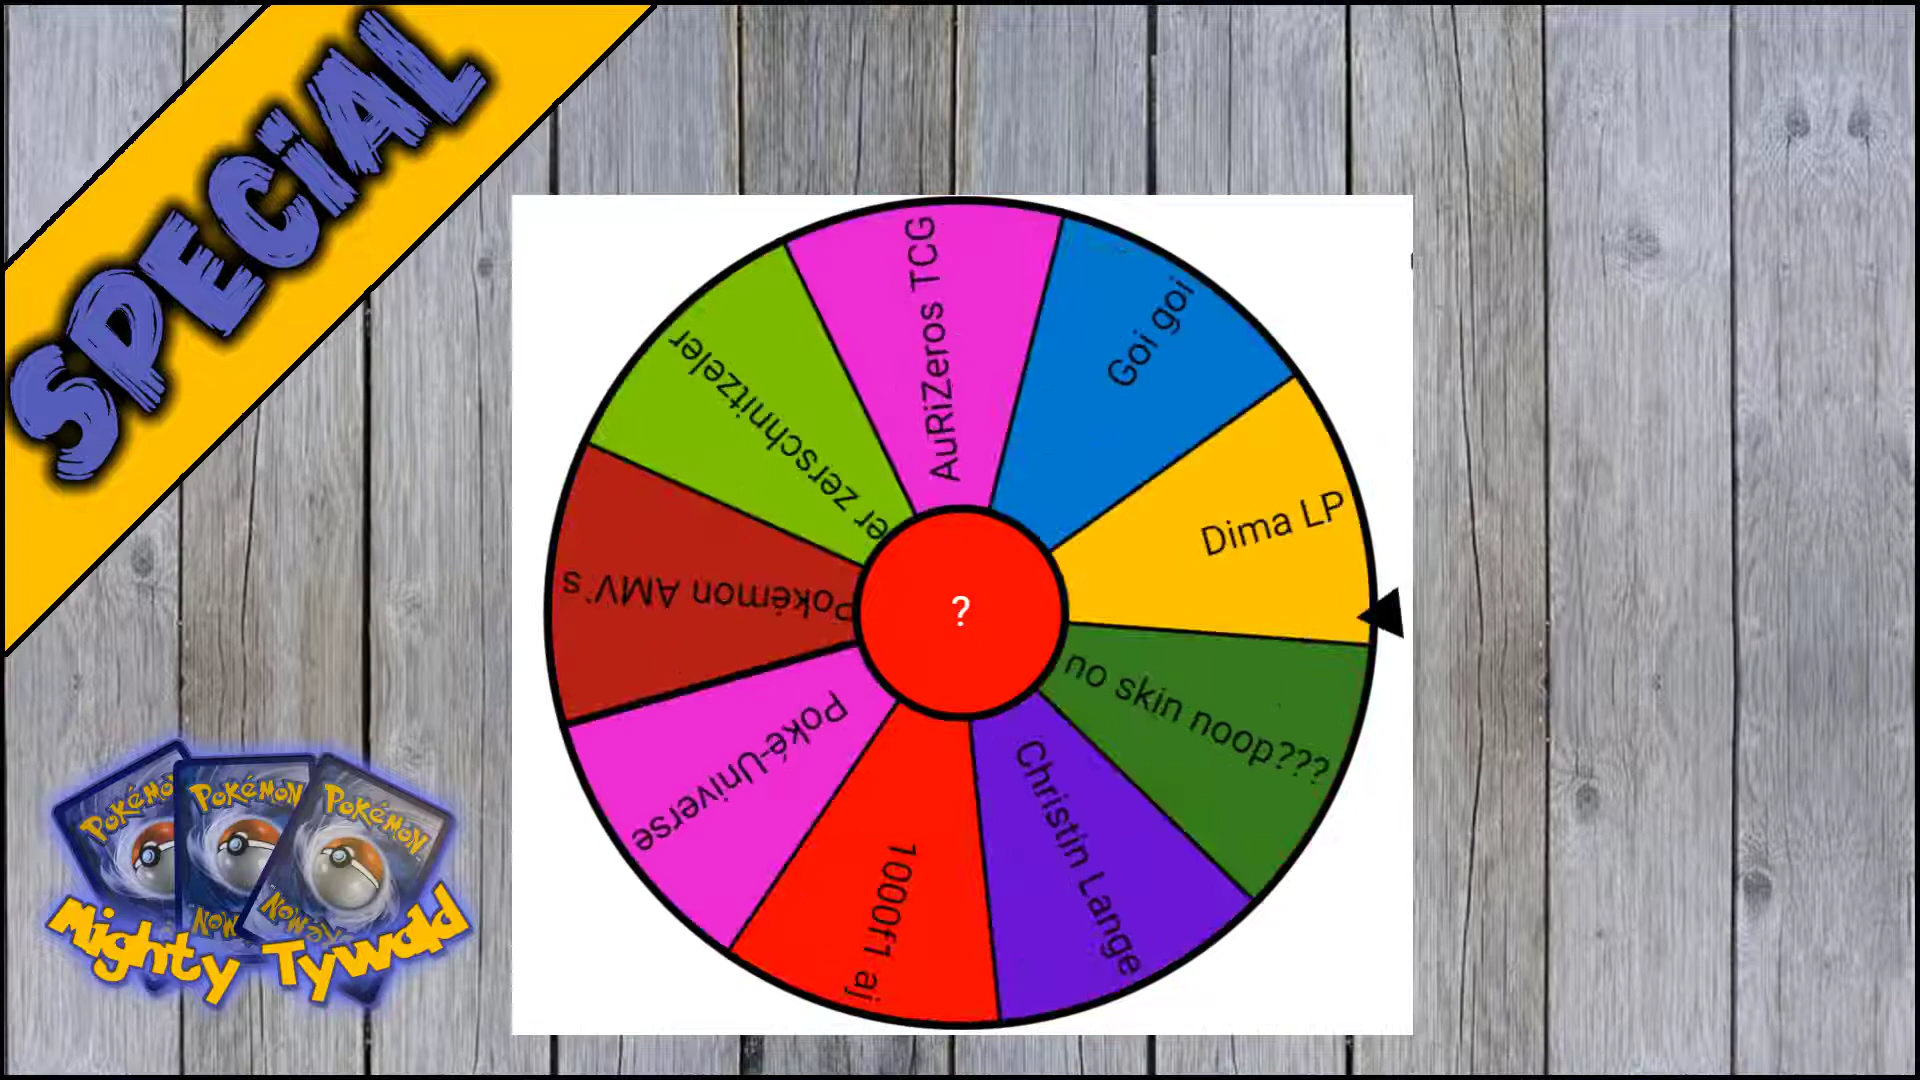 SPECiAL
AuRiZeros TCG
Goi goi
Dima LP
no skin noop???
Christin Lange
1000f1 aj
Poké-Universe
Pokémon AMV's
er zerschnitzeler
?
POKéMON
POKéMON
POKéMON
Mighty Tywald